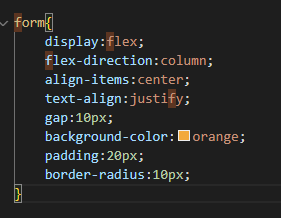 form{
display:flex;
flex-direction:column;
align-items:center;
text-align:justify;
gap:10px;
background-color:orange;
padding:20px;
border-radius:10px;
}